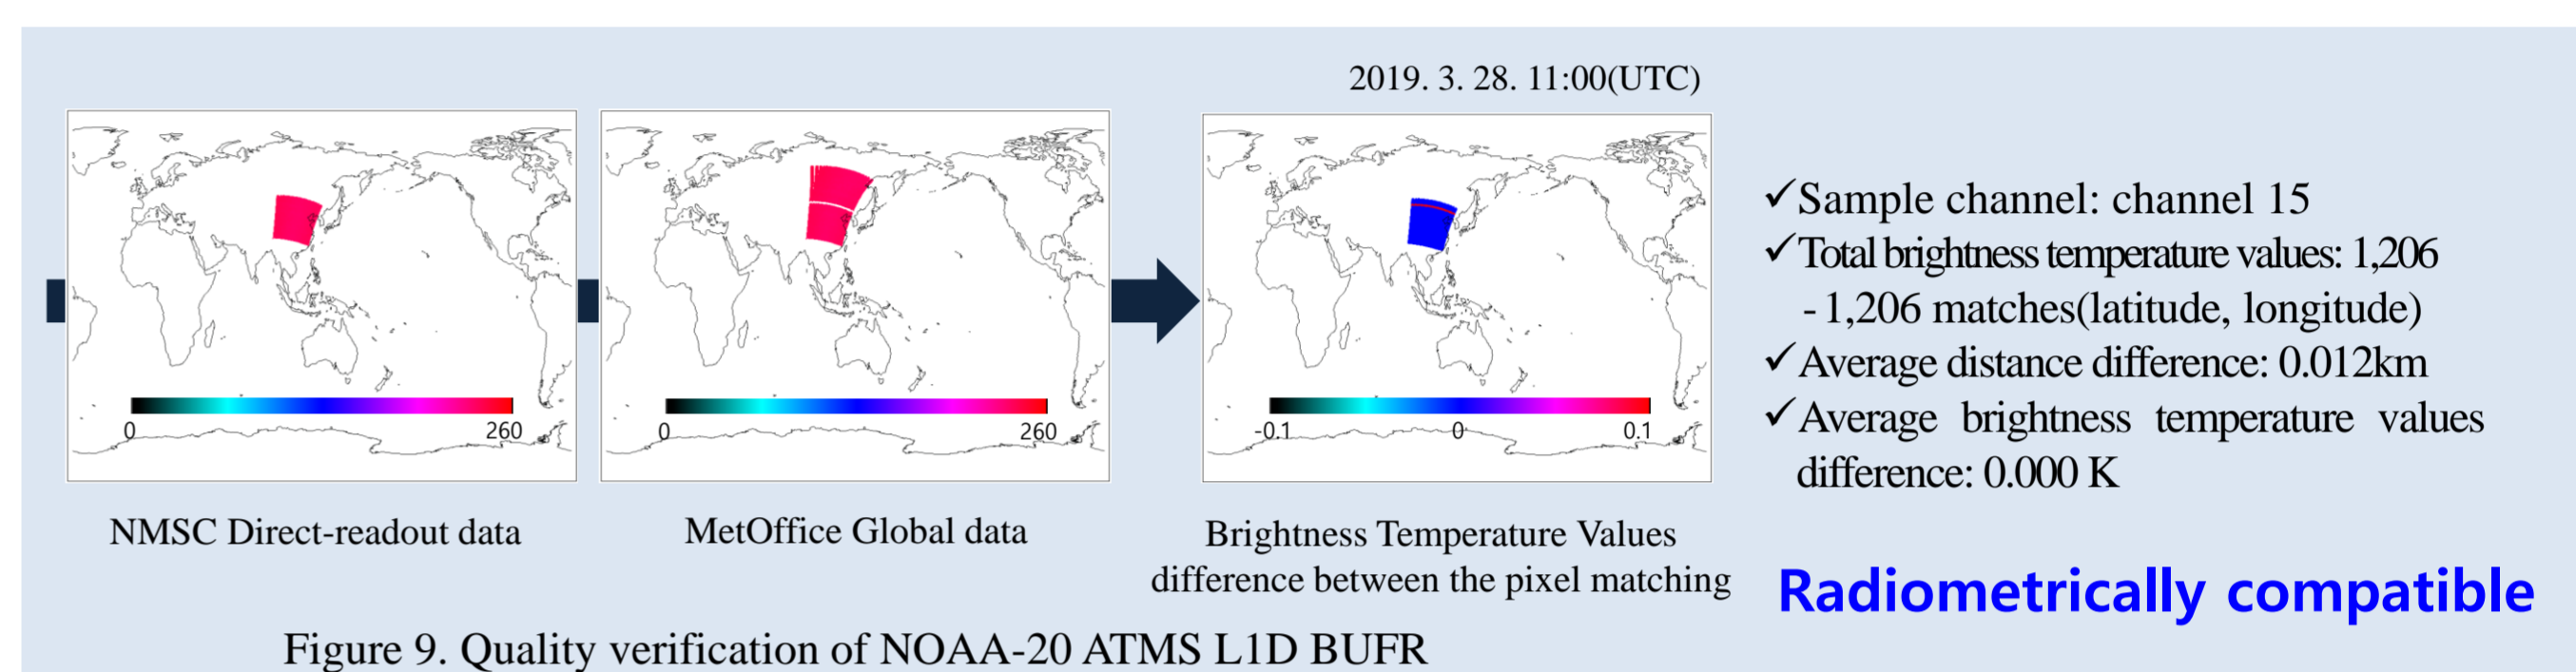 2019. 3. 28. 11:00(UTC)
0 260
0 260
-0.1 0 0.1
NMSC Direct-readout data
MetOffice Global data
Brightness Temperature Values
difference between the pixel matching
✓Sample channel: channel 15
✓Total brightness temperature values: 1,206
- 1,206 matches(latitude, longitude)
✓Average distance difference: 0.012km
✓Average brightness temperature values
difference: 0.000 K
Radiometrically compatible
Figure 9. Quality verification of NOAA-20 ATMS L1D BUFR